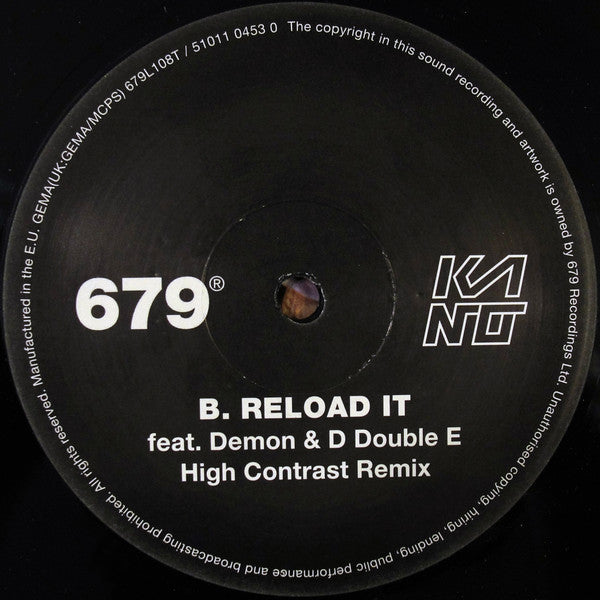 GEMA(UK:GEMA/MCPS) 679L108T / 51011 0453 0 The copyright in this sound recording and artwork is owned by 679 Recordings Ltd. Unauthorised copying, hiring, lending, public performance and broadcasting prohibited. All rights reserved. Manufactured in the E.U.
679®
KA
NO
B. RELOAD IT
feat. Demon & D Double E
High Contrast Remix